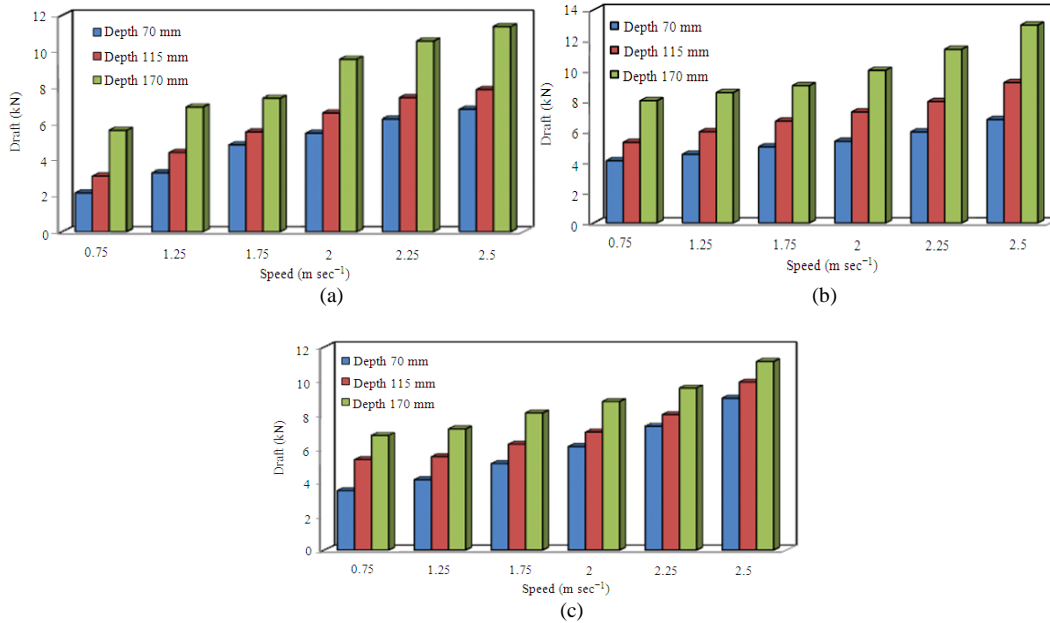 12
10
8
6
4
2
0
Draft (kN)
Depth 70 mm
Depth 115 mm
Depth 170 mm
0.75 1.25 1.75 2 2.25 2.5
Speed (m sec⁻¹)
(a)
14
12
10
8
6
4
2
0
Draft (kN)
Depth 70 mm
Depth 115 mm
Depth 170 mm
0.75 1.25 1.75 2 2.25 2.5
Speed (m sec⁻¹)
(b)
12
10
8
6
4
2
0
Draft (kN)
Depth 70 mm
Depth 115 mm
Depth 170 mm
0.75 1.25 1.75 2 2.25 2.5
Speed (m sec⁻¹)
(c)